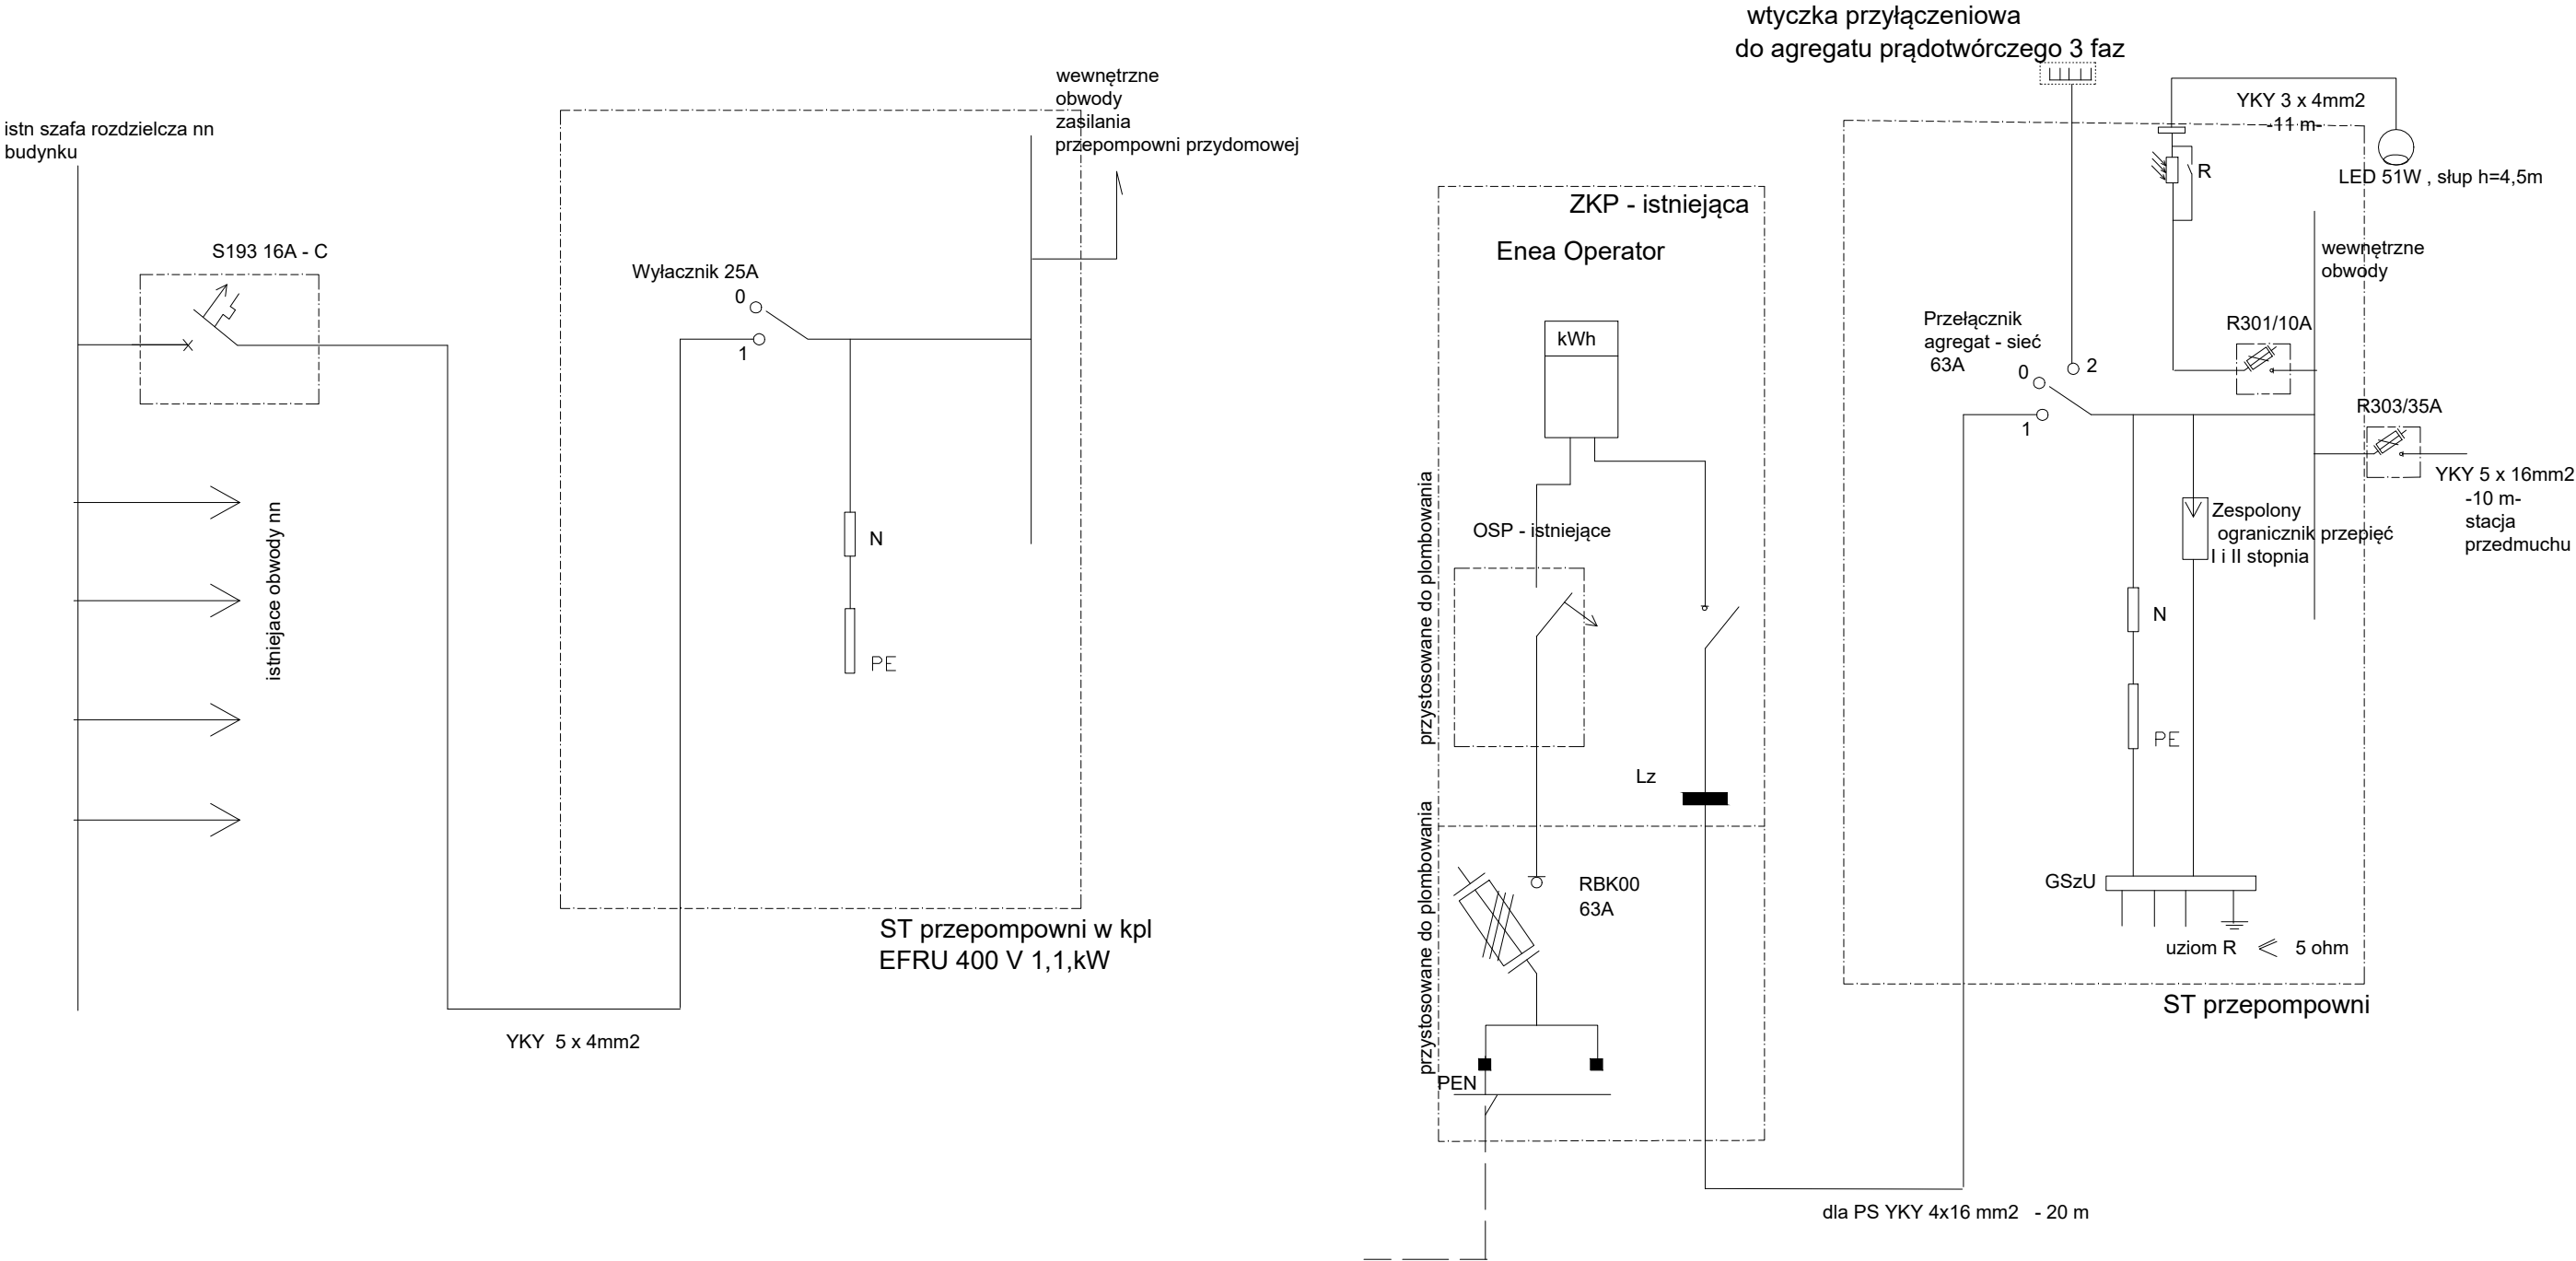 istn szafa rozdzielcza nn
budynku
S193 16A - C
istniejace obwody nn
YKY  5 x 4mm2
Wyłacznik 25A
0
1
N
PE
wewnętrzne
obwody
zasilania
przepompowni przydomowej
ST przepompowni w kpl
EFRU 400 V 1,1,kW
ZKP - istniejąca
Enea Operator
kWh
przystosowane do plombowania
OSP - istniejące
Lz
przystosowane do plombowania
RBK00
63A
PEN
dla PS YKY 4x16 mm2   - 20 m
wtyczka przyłączeniowa
do agregatu prądotwórczego 3 faz
YKY 3 x 4mm2
-11 m-
R
LED 51W , słup h=4,5m
wewnętrzne
obwody
Przełącznik
agregat - sieć
63A
0
2
1
R301/10A
R303/35A
YKY 5 x 16mm2
-10 m-
stacja
przedmuchu
Zespolony
ogranicznik przepięć
I i II stopnia
N
PE
GSzU
uziom R ≤ 5 ohm
ST przepompowni